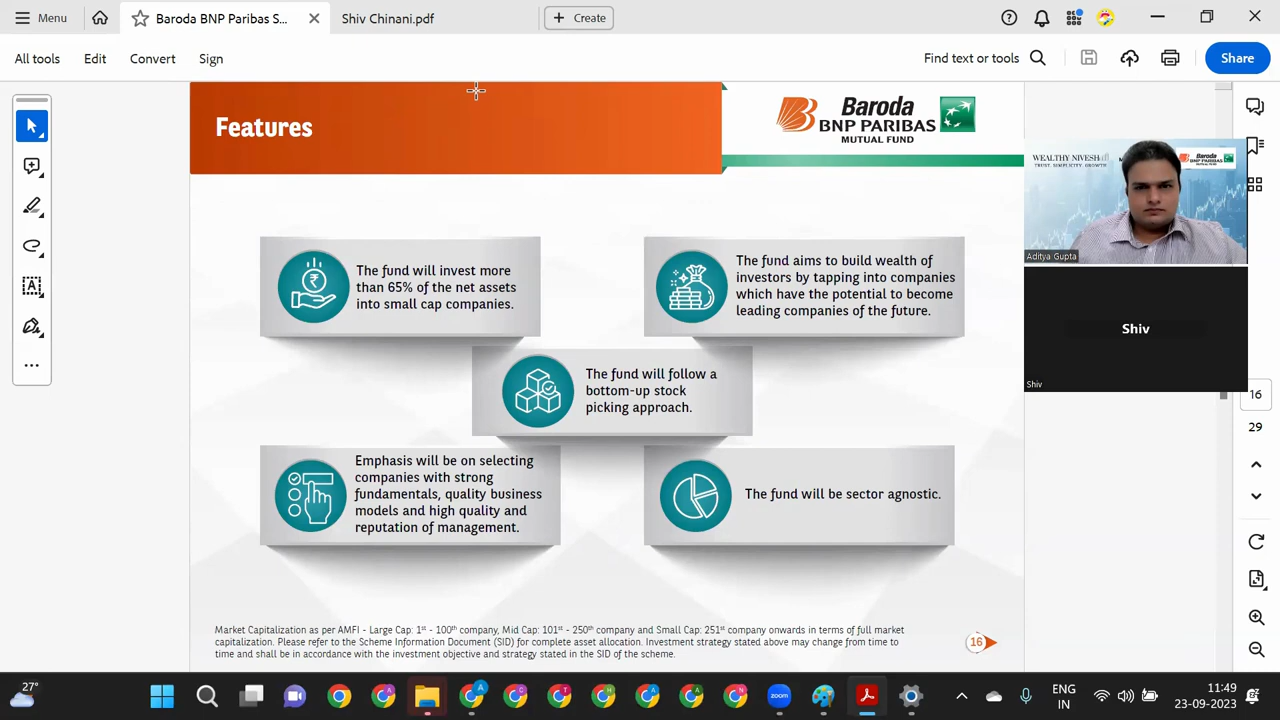 Menu
Baroda BNP Paribas S...
Shiv Chinani.pdf
Create
All tools
Edit
Convert
Sign
Find text or tools
Share
Features
Baroda
BNP PARIBAS
MUTUAL FUND
WEALTHY NIVESH
TRUST. SIMPLICITY. GROWTH
Baroda
Aditya Gupta
Shiv
Shiv
The fund will invest more
than 65% of the net assets
into small cap companies.
The fund aims to build wealth of
investors by tapping into companies
which have the potential to become
leading companies of the future.
The fund will follow a
bottom-up stock
picking approach.
Emphasis will be on selecting
companies with strong
fundamentals, quality business
models and high quality and
reputation of management.
The fund will be sector agnostic.
Market Capitalization as per AMFI - Large Cap: 1st - 100th company, Mid Cap: 101st - 250th company and Small Cap: 251st company onwards in terms of full market
capitalization. Please refer to the Scheme Information Document (SID) for complete asset allocation. Investment strategy stated above may change from time to
time and shall be in accordance with the investment objective and strategy stated in the SID of the scheme.
16
16
29
27°
zoom
ENG
IN
11:49
23-09-2023